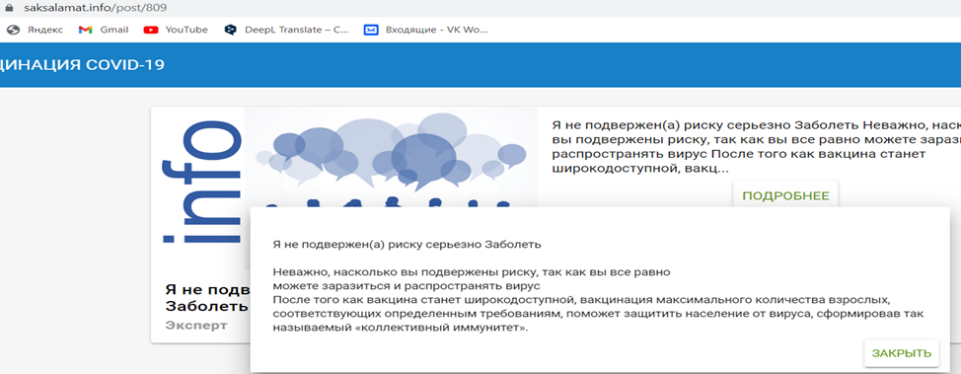 saksalamat.info/post/809
Яндекс Gmail YouTube DeepL Translate – C... Входящие - VK Wo...
ЦИНАЦИЯ COVID-19
info
Я не подвержен(а) риску серьезно Заболеть Неважно,
вы подвержены риску, так как вы все равно можете
распространять вирус После того как вакцина станет
широкодоступной, вакц...
ПОДРОБНЕЕ
Я не подвержен(а) риску серьезно Заболеть
Неважно, насколько вы подвержены риску, так как вы все равно
можете заразиться и распространять вирус
После того как вакцина станет широкодоступной, вакцинация максимального количества взрослых,
соответствующих определенным требованиям, поможет защитить население от вируса, сформировав так
называемый «коллективный иммунитет».
ЗАКРЫТЬ
Я не подв
Заболеть
Эксперт